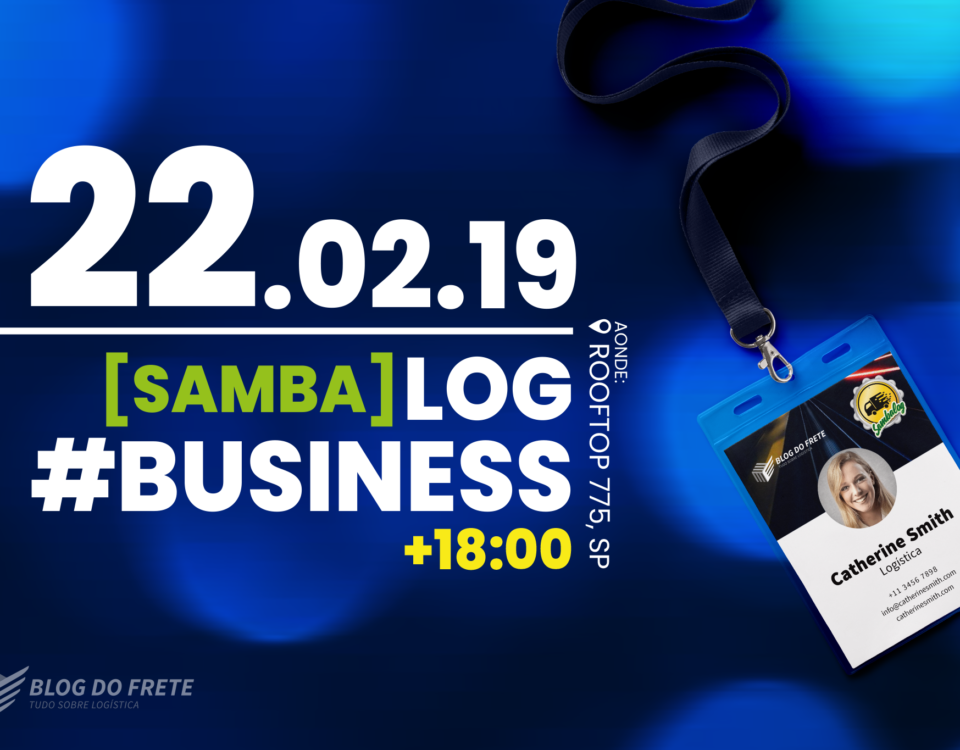 22.02.19
[SAMBA]LOG
#BUSINESS
+18:00
AONDE:
ROOFTOP 775, SP
BLOG DO FRETE
Sambalog
Catherine Smith
Logística
+11 3456 7898
info@catherinesmith.com
catherinesmith.com
BLOG DO FRETE
TUDO SOBRE LOGÍSTICA